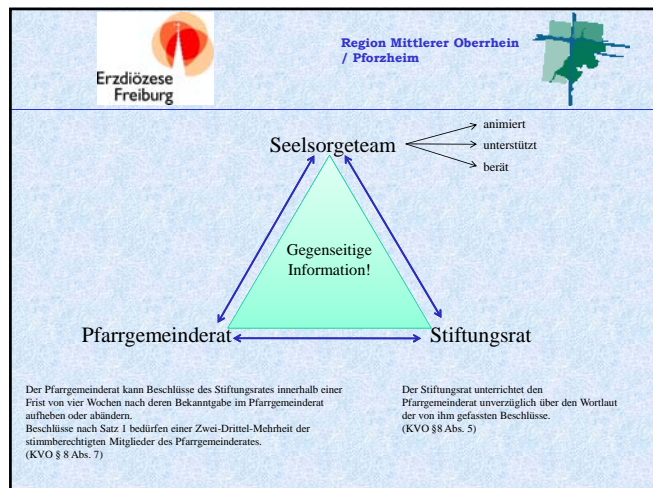 Erzdiözese
Freiburg
Region Mittlerer Oberrhein
/ Pforzheim
Seelsorgeteam
animiert
unterstützt
berät
Gegenseitige
Information!
Pfarrgemeinderat
Stiftungsrat
Der Pfarrgemeinderat kann Beschlüsse des Stiftungsrates innerhalb einer
Frist von vier Wochen nach deren Bekanntgabe im Pfarrgemeinderat
aufheben oder abändern.
Beschlüsse nach Satz 1 bedürfen einer Zwei-Drittel-Mehrheit der
stimmberechtigten Mitglieder des Pfarrgemeinderates.
(KVO § 8 Abs. 7)
Der Stiftungsrat unterrichtet den
Pfarrgemeinderat unverzüglich über den Wortlaut
der von ihm gefassten Beschlüsse.
(KVO §8 Abs. 5)